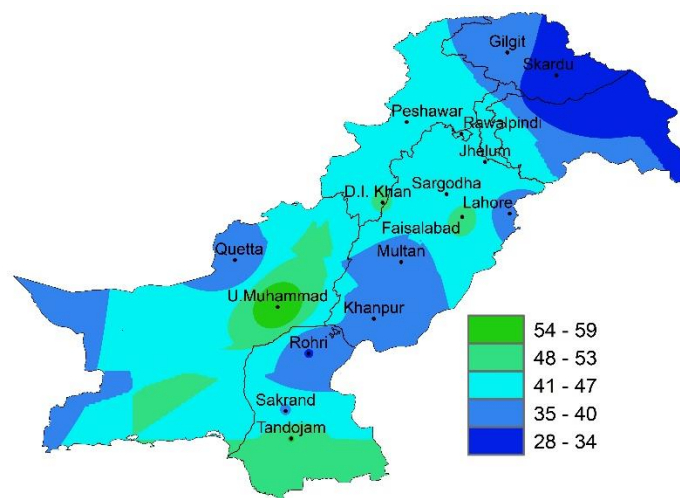 Gilgit
Skardu
Peshawar
Rawalpindi
Jhelum
D.I. Khan
Sargodha
Lahore
Faisalabad
Quetta
Multan
U.Muhammad
Khanpur
Rohri
Sakrand
Tandojam
54 - 59
48 - 53
41 - 47
35 - 40
28 - 34